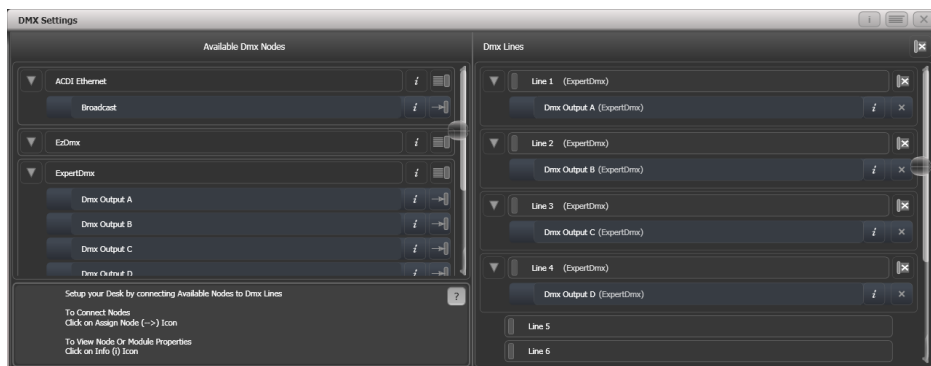 DMX Settings
i
Available Dmx Nodes
Dmx Lines
ACDI Ethernet i
Broadcast i
EzDmx i
ExpertDmx i
Dmx Output A i
Dmx Output B i
Dmx Output C i
Dmx Output D i
Setup your Desk by connecting Available Nodes to Dmx Lines
?
To Connect Nodes
Click on Assign Node (-->) Icon
To View Node Or Module Properties
Click on Info (i) Icon
Line 1 (ExpertDmx)
Dmx Output A (ExpertDmx) i
Line 2 (ExpertDmx)
Dmx Output B (ExpertDmx) i
Line 3 (ExpertDmx)
Dmx Output C (ExpertDmx) i
Line 4 (ExpertDmx)
Dmx Output D (ExpertDmx) i
Line 5
Line 6